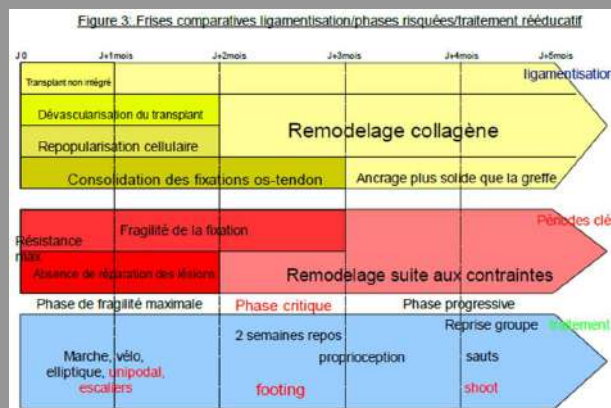 Figure 3: Frises comparatives ligamentisation/phases risquées/traitement rééducatif
J 0 J+1mois J+2mois J+3mois J+4mois J+5mois
ligamentisation
Transplant non intégré
Dévascularisation du transplant
Remodelage collagène
Repopularisation cellulaire
Consolidation des fixations os-tendon Ancrage plus solide que la greffe
Périodes clé
Fragilité de la fixation
Résistance
max
Absence de réparation des lésions Remodelage suite aux contraintes
Phase de fragilité maximale Phase critique Phase progressive
Reprise groupe traitement
2 semaines repos
Marche, vélo, proprioception sauts
elliptique, unipodal,
escaliers footing shoot